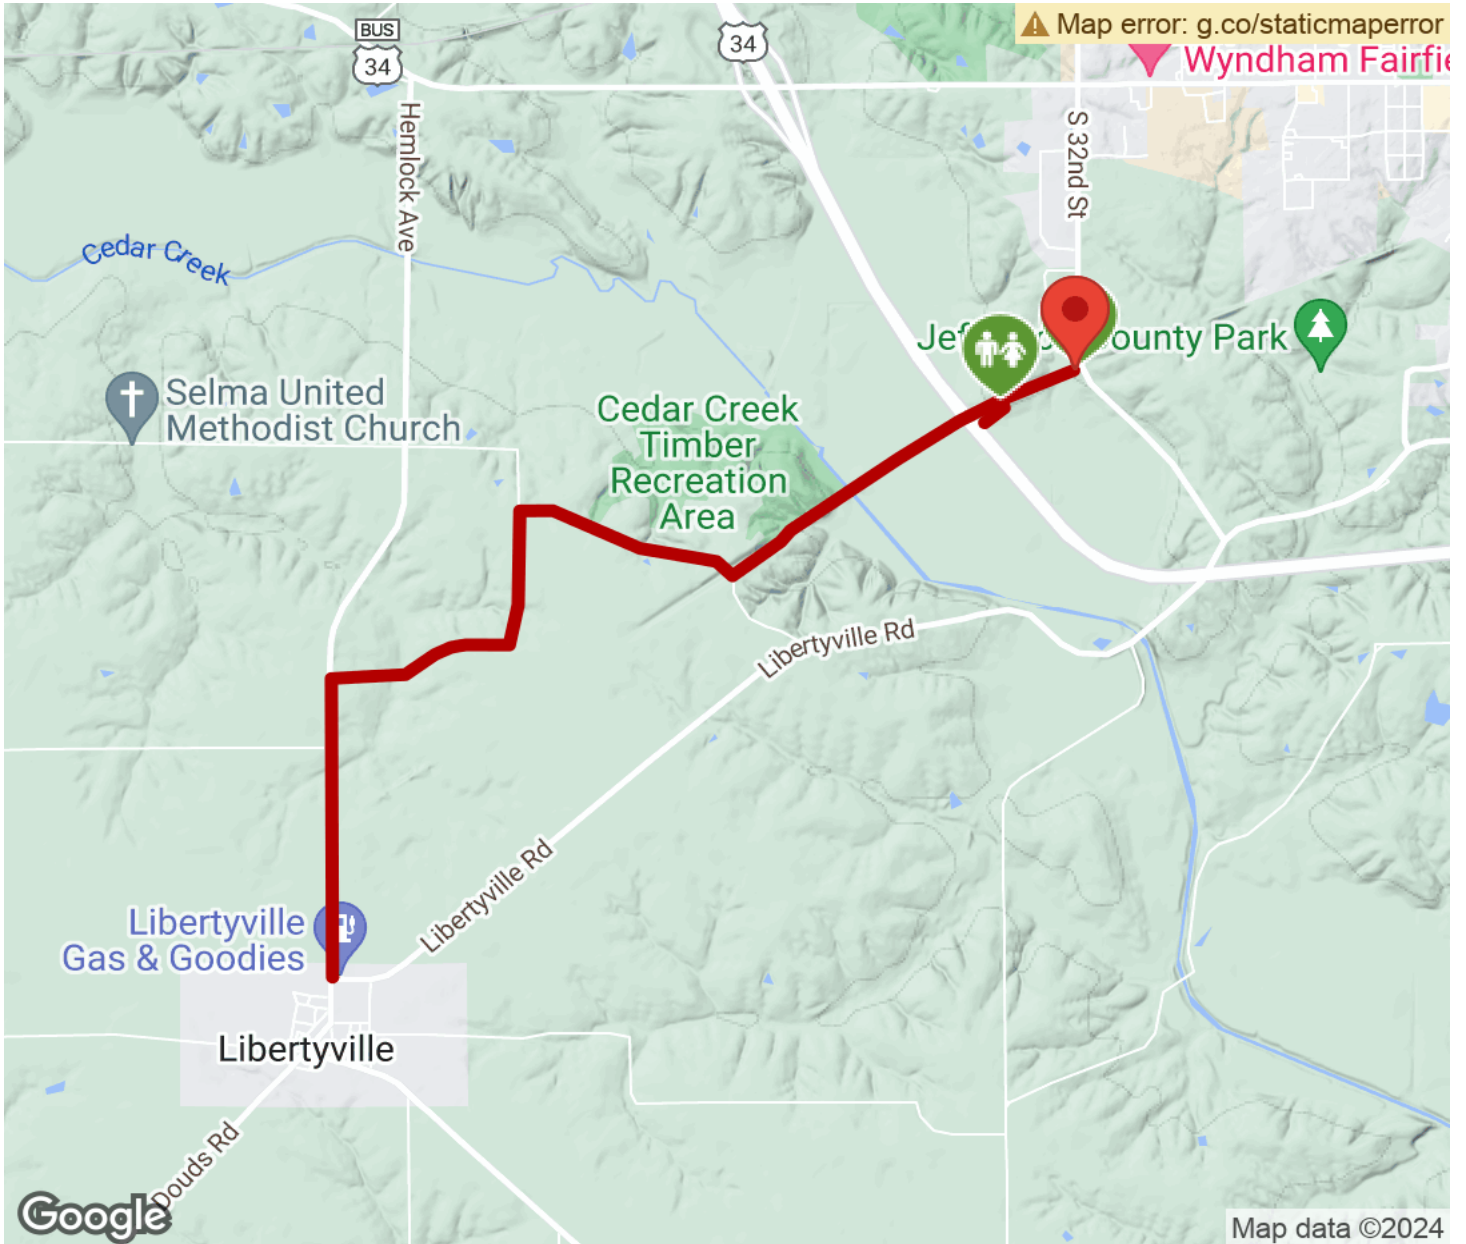 Map error: g.co/staticmaperror
BUS
34
34
Wyndham Fairfie
Hemlock Ave
S 32nd St
Cedar Creek
Jef
ounty Park
Selma United
Methodist Church
Cedar Creek
Timber
Recreation
Area
Libertyville Rd
Libertyville Rd
Libertyville
Gas & Goodies
Libertyville
Douds Rd
Google
Map data ©2024